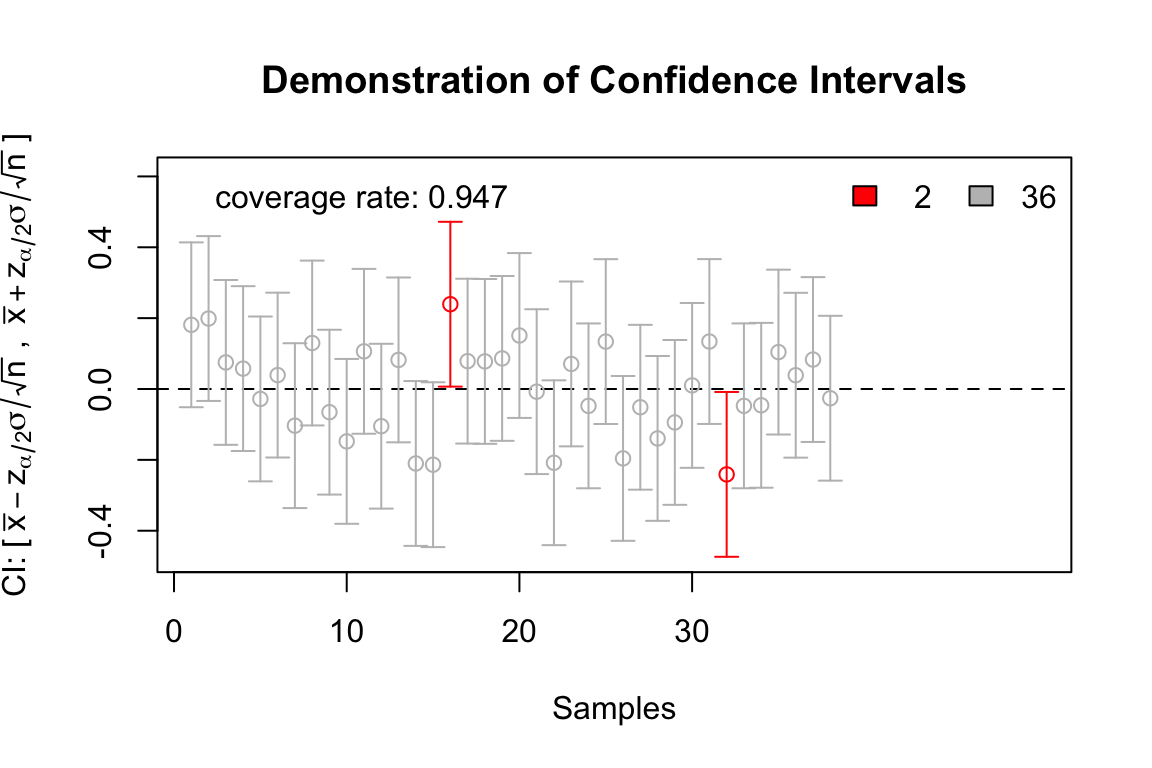 Demonstration of Confidence Intervals
CI: [ x̅ − zα/2σ/√n , x̅ + zα/2σ/√n ]
coverage rate: 0.947
2
36
0.4
0.0
-0.4
0
10
20
30
Samples